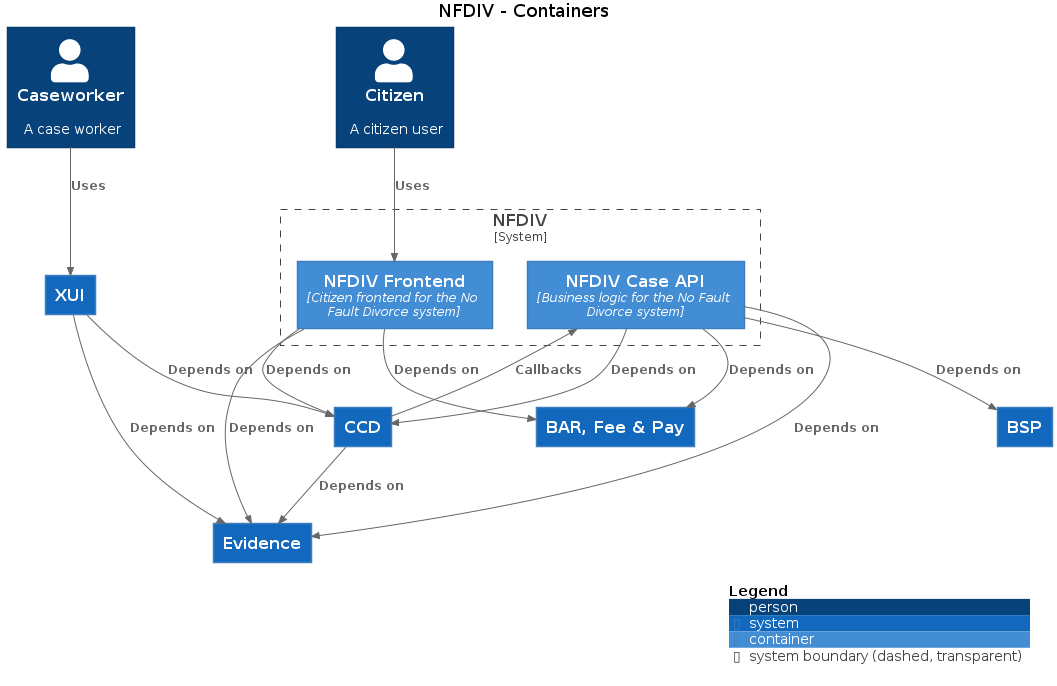 NFDIV - Containers
Caseworker
A case worker
Citizen
A citizen user
Uses
Uses
NFDIV
[System]
NFDIV Frontend
[Citizen frontend for the No
Fault Divorce system]
NFDIV Case API
[Business logic for the No Fault
Divorce system]
XUI
Depends on
Depends on
Depends on
Callbacks
Depends on
Depends on
Depends on
Depends on
Depends on
Depends on
CCD
BAR, Fee & Pay
BSP
Depends on
Evidence
Legend
person
system
container
system boundary (dashed, transparent)